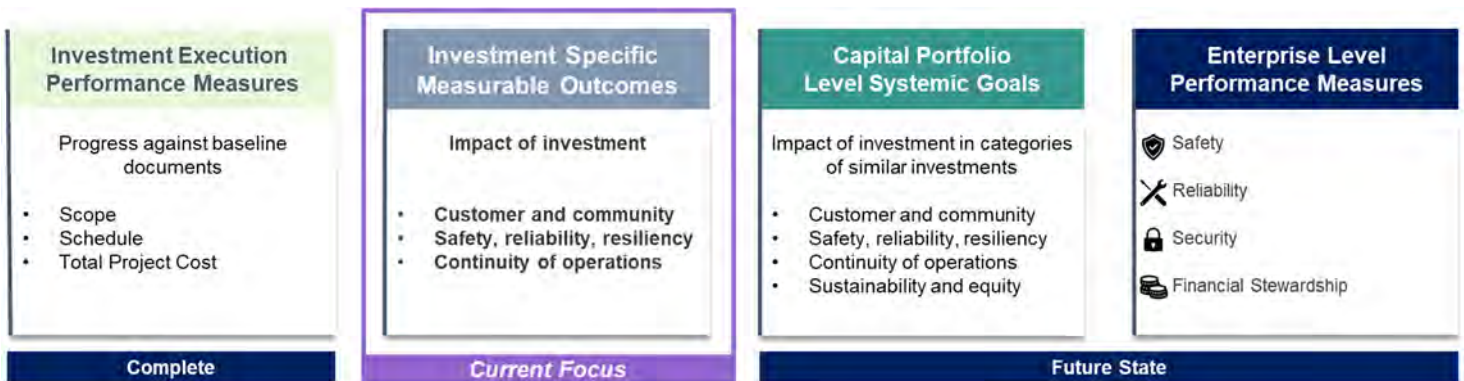 Investment Execution
Performance Measures
Progress against baseline
documents
• Scope
• Schedule
• Total Project Cost
Complete
Investment Specific
Measurable Outcomes
Impact of investment
• Customer and community
• Safety, reliability, resiliency
• Continuity of operations
Current Focus
Capital Portfolio
Level Systemic Goals
Impact of investment in categories
of similar investments
• Customer and community
• Safety, reliability, resiliency
• Continuity of operations
• Sustainability and equity
Enterprise Level
Performance Measures
Safety
Reliability
Security
Financial Stewardship
Future State